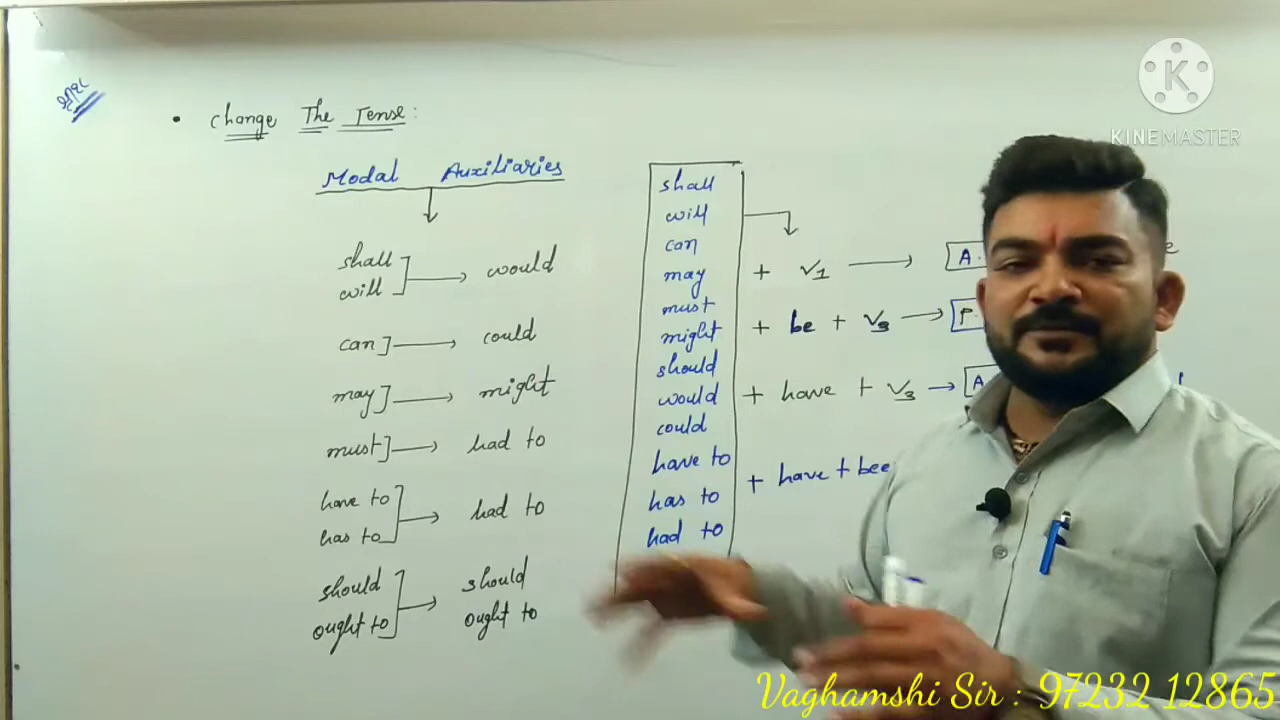 • Change The Tense:
Modal Auxiliaries
shall
will → would
can → could
may → might
must → had to
have to
has to → had to
should
ought to → should
ought to
shall
will
can
may
must
might
should
would
could
have to
has to
had to
+ V1 → A.
+ be + V3 → P.
+ have + V3 → A
+ have + bee
KINEMASTER
Vaghamshi Sir : 97232 12865